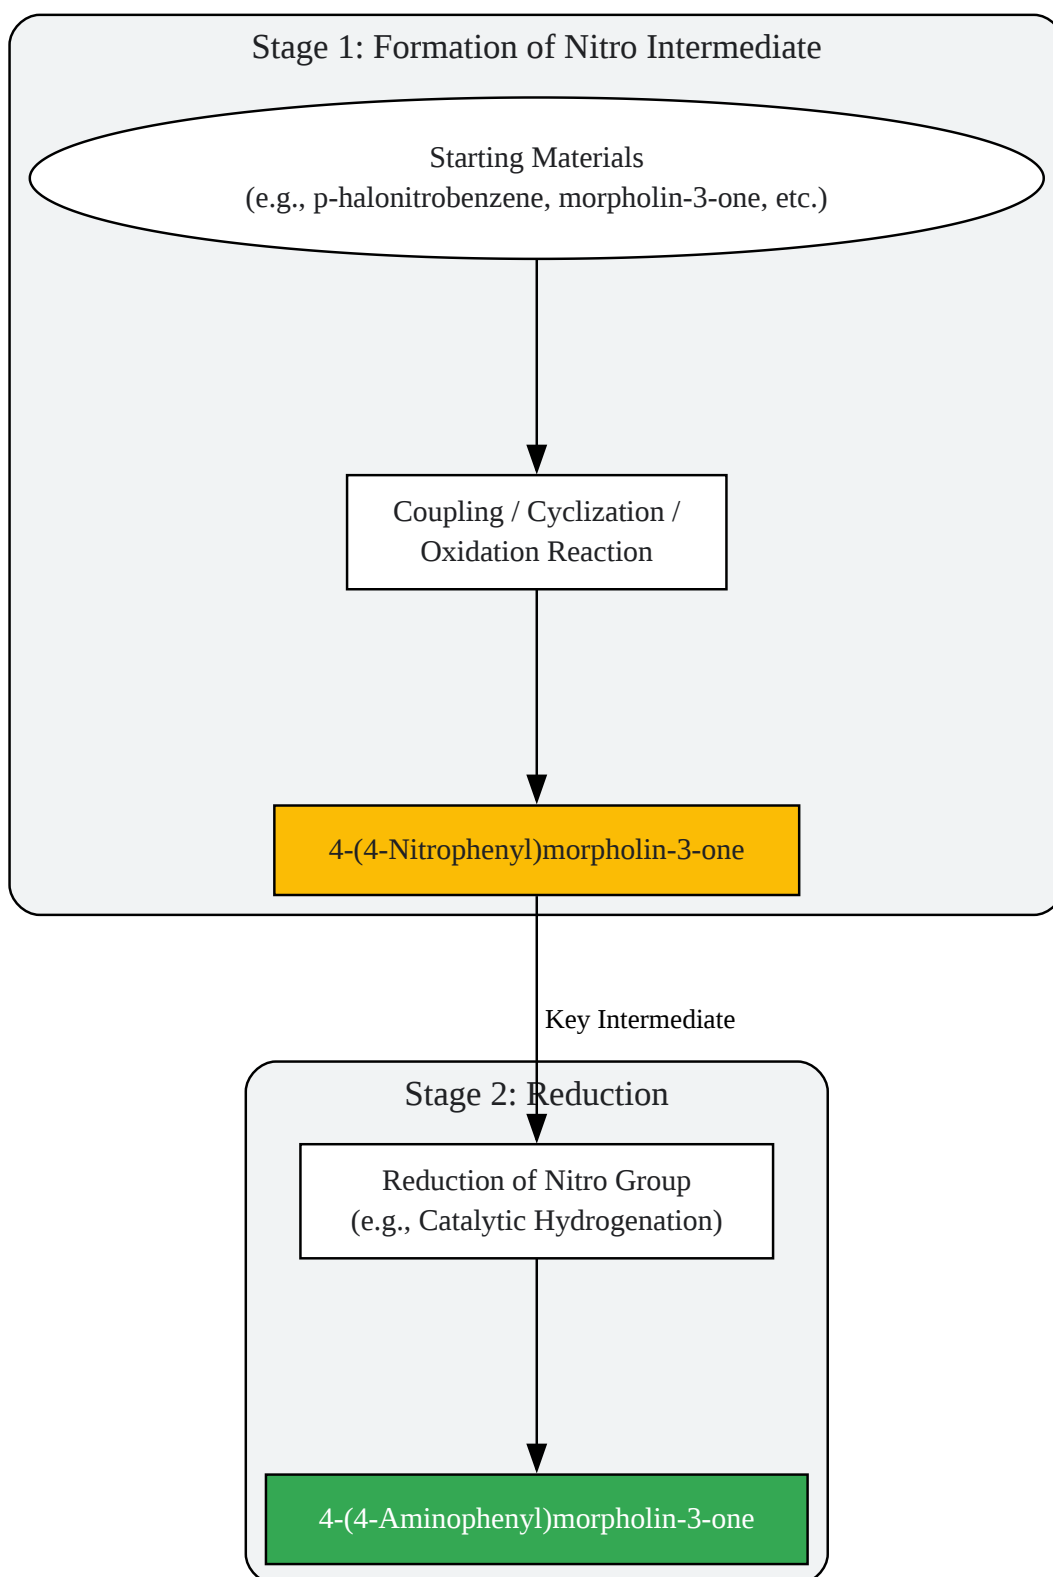 Stage 1: Formation of Nitro Intermediate
Starting Materials
(e.g., p-halonitrobenzene, morpholin-3-one, etc.)
Coupling / Cyclization /
Oxidation Reaction
4-(4-Nitrophenyl)morpholin-3-one
Key Intermediate
Stage 2: Reduction
Reduction of Nitro Group
(e.g., Catalytic Hydrogenation)
4-(4-Aminophenyl)morpholin-3-one